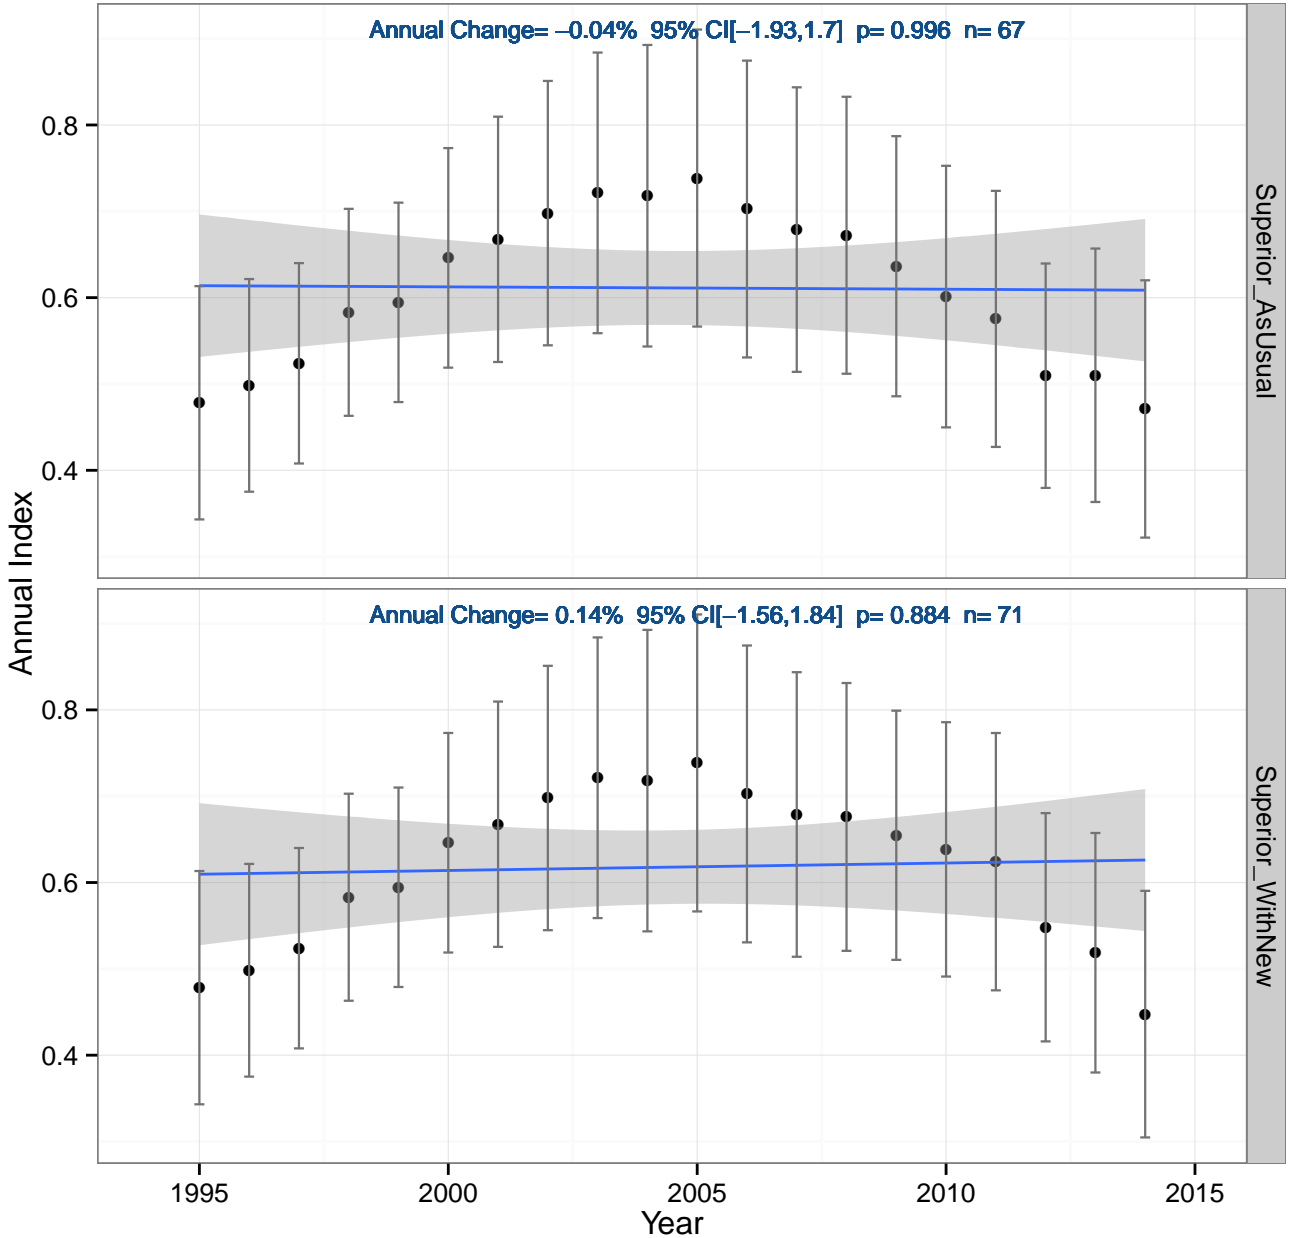 Annual Change= −0.04%  95% CI[−1.93,1.7]  p= 0.996  n= 67
0.8
0.6
0.4
Superior_AsUsual
Annual Index
Annual Change= 0.14%  95% CI[−1.56,1.84]  p= 0.884  n= 71
0.8
0.6
0.4
Superior_WithNew
1995 2000 2005 2010 2015
Year